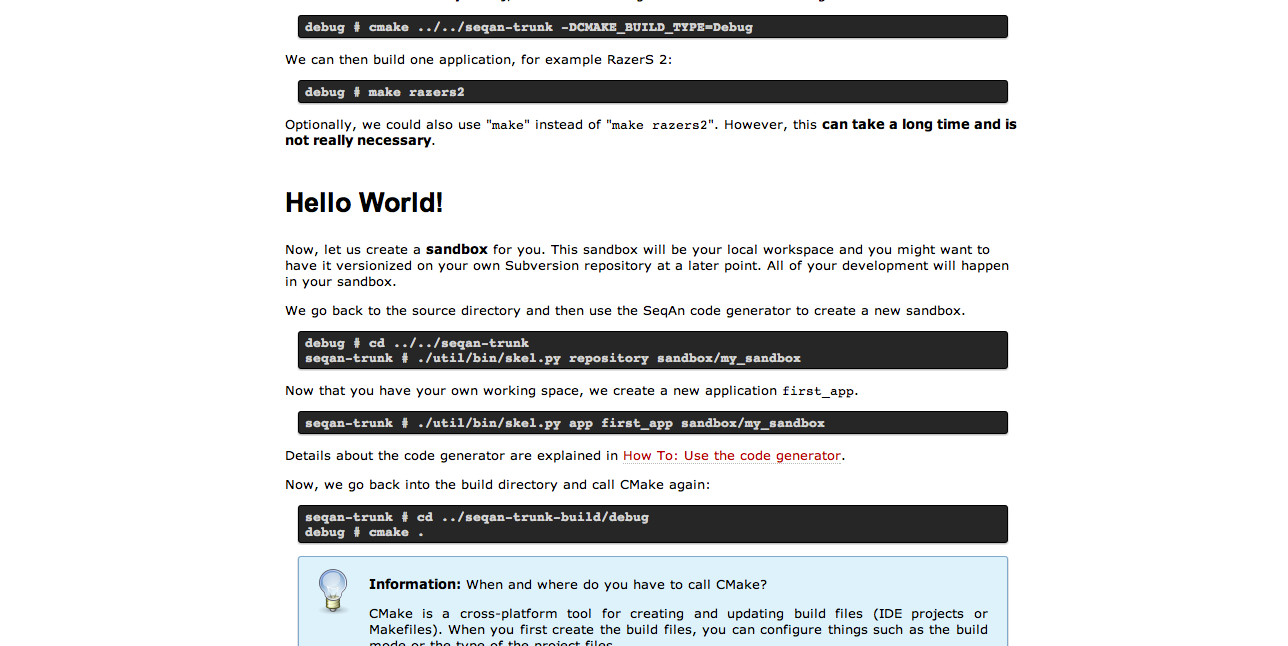 debug # cmake ../../seqan-trunk -DCMAKE_BUILD_TYPE=Debug
We can then build one application, for example RazerS 2:
debug # make razers2
Optionally, we could also use "make" instead of "make razers2". However, this can take a long time and is
not really necessary.
Hello World!
Now, let us create a sandbox for you. This sandbox will be your local workspace and you might want to
have it versionized on your own Subversion repository at a later point. All of your development will happen
in your sandbox.
We go back to the source directory and then use the SeqAn code generator to create a new sandbox.
debug # cd ../../seqan-trunk
seqan-trunk # ./util/bin/skel.py repository sandbox/my_sandbox
Now that you have your own working space, we create a new application first_app.
seqan-trunk # ./util/bin/skel.py app first_app sandbox/my_sandbox
Details about the code generator are explained in How To: Use the code generator.
Now, we go back into the build directory and call CMake again:
seqan-trunk # cd ../seqan-trunk-build/debug
debug # cmake .
Information: When and where do you have to call CMake?
CMake is a cross-platform tool for creating and updating build files (IDE projects or
Makefiles). When you first create the build files, you can configure things such as the build
mode or the type of the project files.